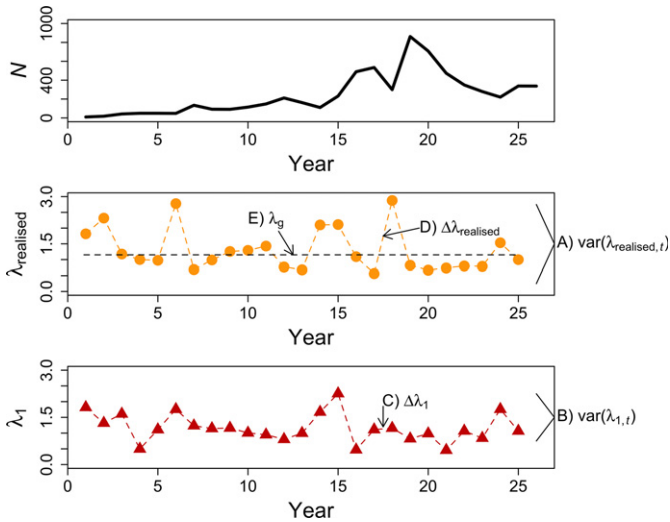 1000
N
400
0
0 5 10 15 20 25
Year
3.0
λrealised
1.5
0.0
E) λg
D) Δλrealised
A) var(λrealised, t)
0 5 10 15 20 25
Year
3.0
λ1
1.5
0.0
C) Δλ1
B) var(λ1, t)
0 5 10 15 20 25
Year